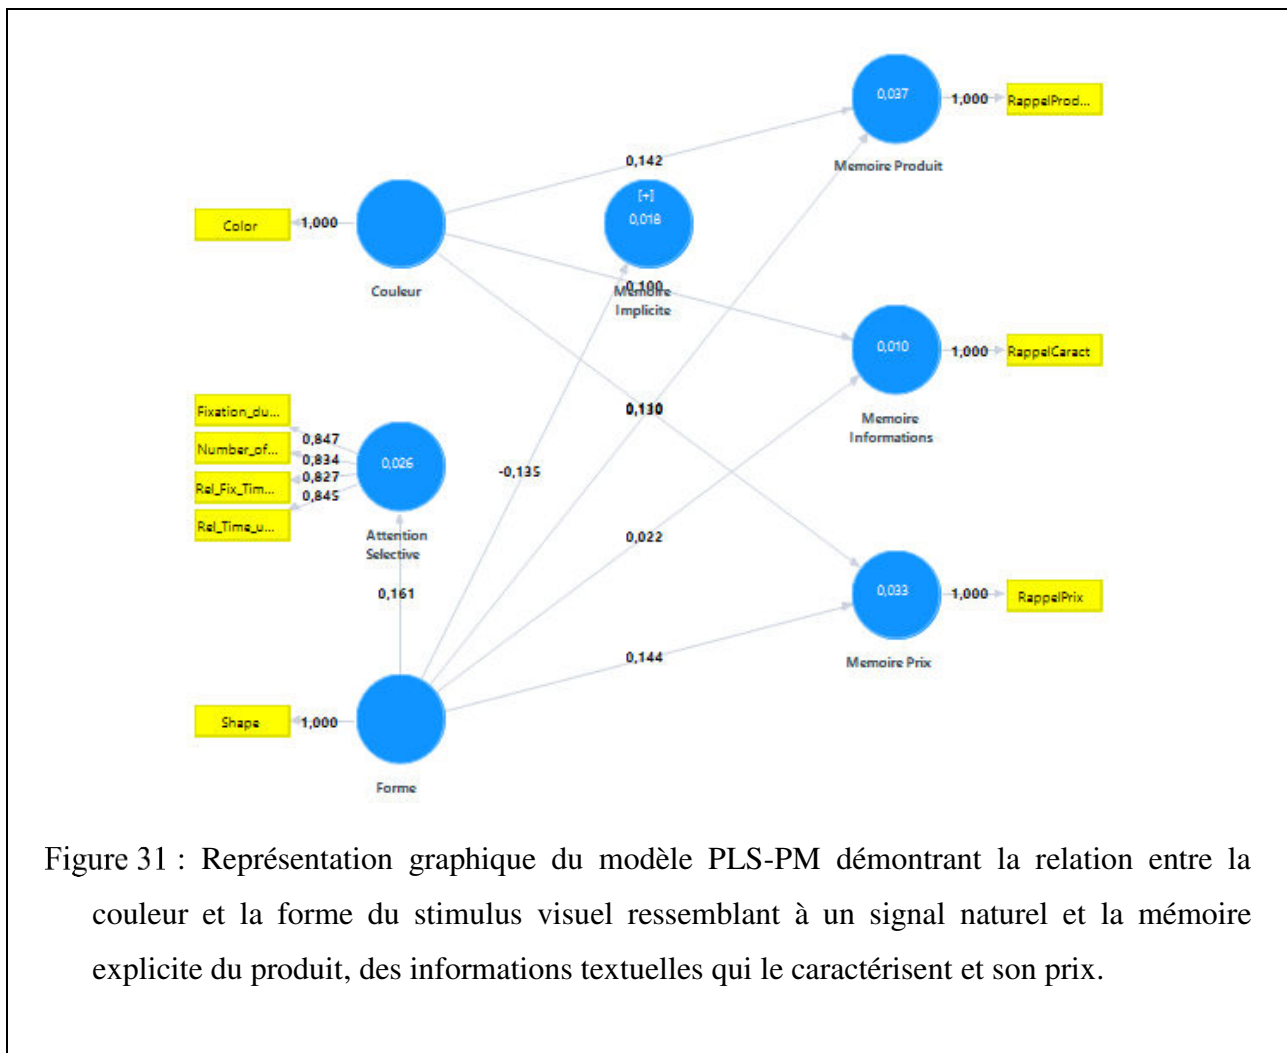 0,037
1,000
RappelProd...
Memoire Produit
0,142
[+]
0,018
Color
1,000
Couleur
0,100
Memoire
Implicite
0,010
1,000
RappelCaract
Memoire
Informations
Fixation_du...
0,847
Number_of...
0,834
Rel_Fix_Tim...
0,827
Rel_Time_u...
0,845
0,026
Attention
Selective
0,130
-0,135
0,022
0,161
0,033
1,000
RappelPrix
Memoire Prix
0,144
Shape
1,000
Forme
Figure 31 : Représentation graphique du modèle PLS-PM démontrant la relation entre la
couleur et la forme du stimulus visuel ressemblant à un signal naturel et la mémoire
explicite du produit, des informations textuelles qui le caractérisent et son prix.